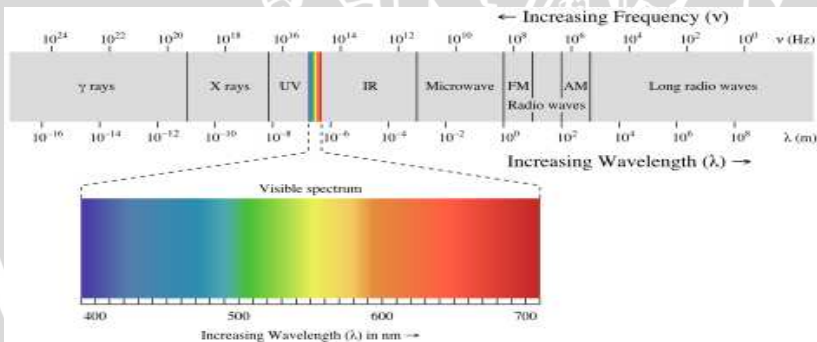 ← Increasing Frequency (ν)
10²⁴ 10²² 10²⁰ 10¹⁸ 10¹⁶ 10¹⁴ 10¹² 10¹⁰ 10⁸ 10⁶ 10⁴ 10² 10⁰ ν (Hz)
γ rays X rays UV IR Microwave FM AM Long radio waves
Radio waves
10⁻¹⁶ 10⁻¹⁴ 10⁻¹² 10⁻¹⁰ 10⁻⁸ 10⁻⁶ 10⁻⁴ 10⁻² 10⁰ 10² 10⁴ 10⁶ 10⁸ λ (m)
Increasing Wavelength (λ) →
Visible spectrum
400 500 600 700
Increasing Wavelength (λ) in nm →